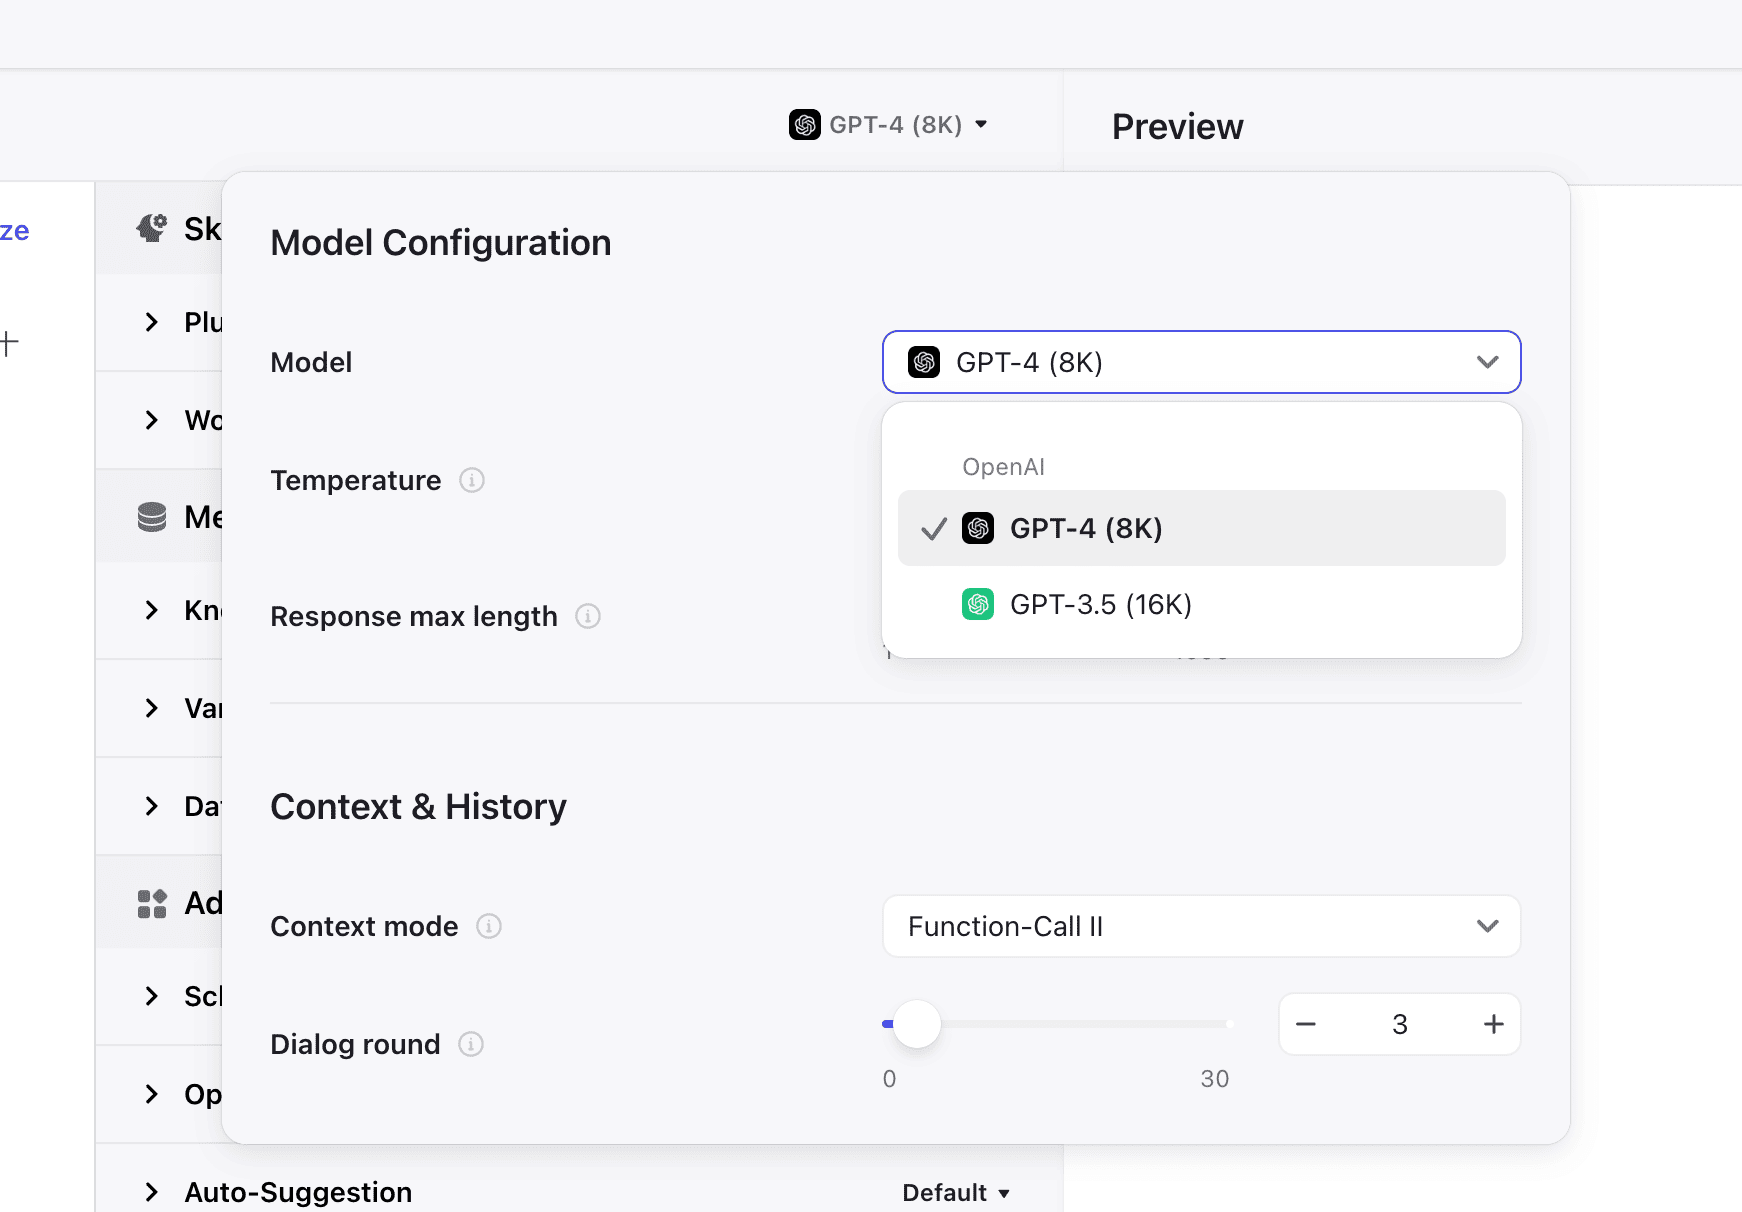 GPT-4 (8K)
Preview
ze
Model Configuration
Model
GPT-4 (8K)
OpenAI
GPT-4 (8K)
GPT-3.5 (16K)
Temperature
Response max length
Context & History
Context mode
Function-Call II
Dialog round
3
0
30
Sk
Plu
Wo
Me
Kn
Var
Da
Ad
Op
Auto-Suggestion
Default